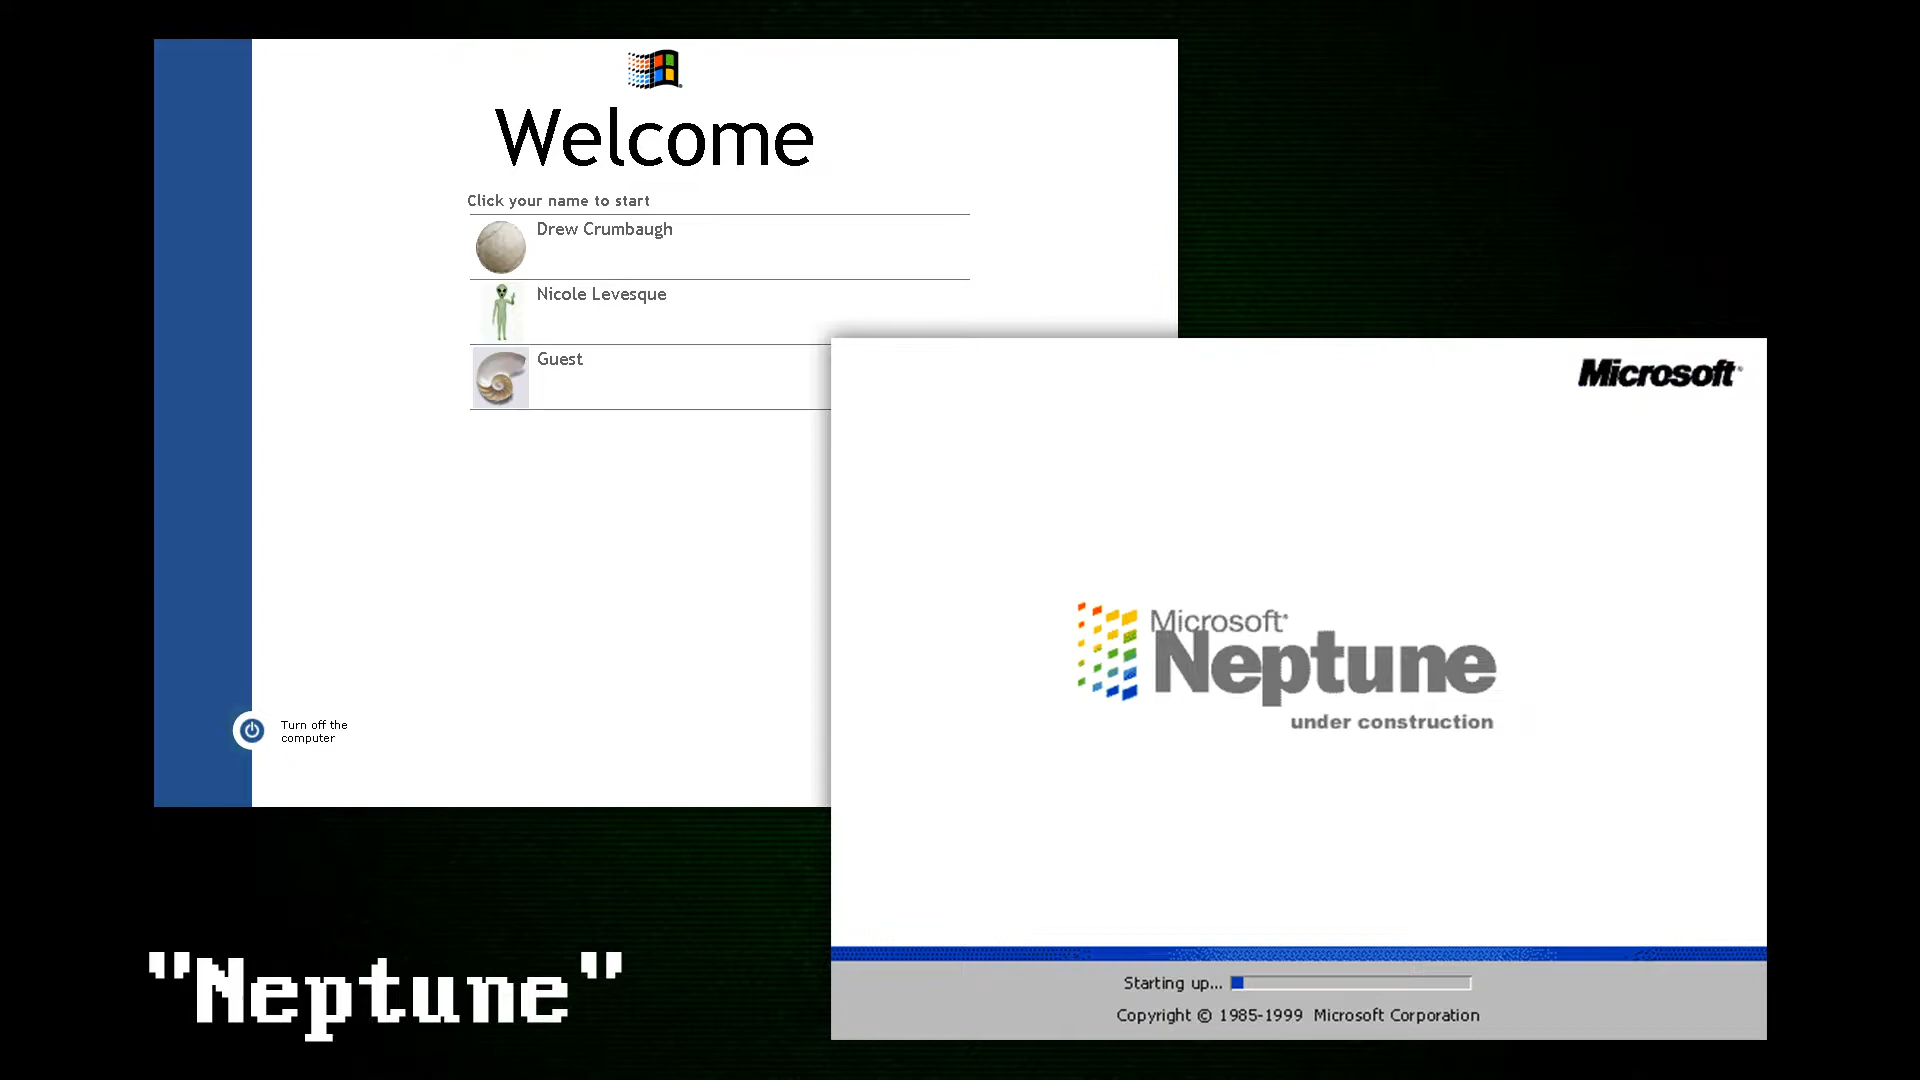 Welcome
Click your name to start
Drew Crumbaugh
Nicole Levesque
Guest
Turn off the
computer
Microsoft®
Microsoft®
Neptune
under construction
Starting up...
Copyright © 1985-1999 Microsoft Corporation
"Neptune"